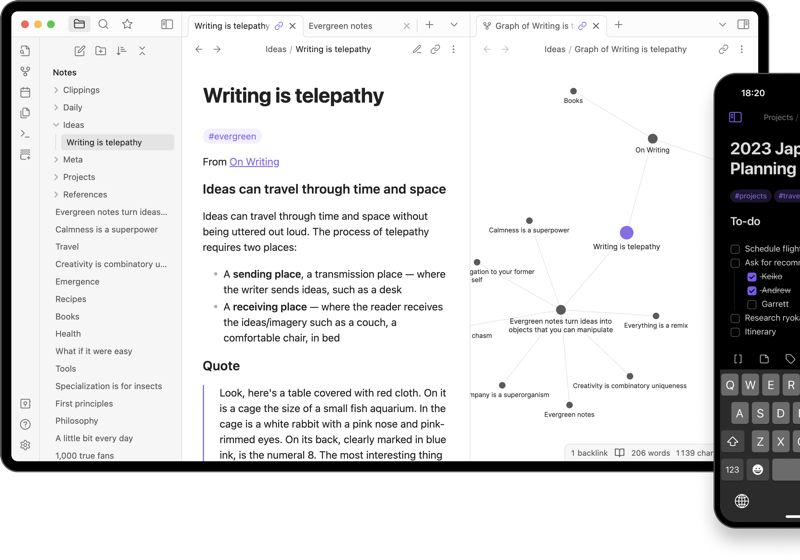 Writing is telepathy
Evergreen notes
Graph of Writing is t
Ideas / Writing is telepathy
Ideas / Graph of Writing is telepathy
Notes
Clippings
Daily
Ideas
Writing is telepathy
Meta
Projects
References
Evergreen notes turn ideas...
Calmness is a superpower
Travel
Creativity is combinatory u...
Emergence
Recipes
Books
Health
What if it were easy
Tools
Specialization is for insects
First principles
Philosophy
A little bit every day
1,000 true fans
Writing is telepathy
#evergreen
From On Writing
Ideas can travel through time and space
Ideas can travel through time and space without
being uttered out loud. The process of telepathy
requires two places:
• A sending place, a transmission place — where
the writer sends ideas, such as a desk
• A receiving place — where the reader receives
the ideas/imagery such as a couch, a
comfortable chair, in bed
Quote
Look, here's a table covered with red cloth. On it
is a cage the size of a small fish aquarium. In the
cage is a white rabbit with a pink nose and pink-
rimmed eyes. On its back, clearly marked in blue
ink, is the numeral 8. The most interesting thing
Books
On Writing
Calmness is a superpower
Writing is telepathy
gation to your former
self
Evergreen notes turn ideas into
objects that you can manipulate
Everything is a remix
chasm
Creativity is combinatory uniqueness
mpany is a superorganism
Evergreen notes
1 backlink
206 words
1139 char
18:20
Projects /
2023 Jap
Planning
#projects
#trave
To-do
Schedule flight
Ask for recomm
Keiko
Andrew
Garrett
Research ryoka
Itinerary
Q W E R
A S D
Z X
123